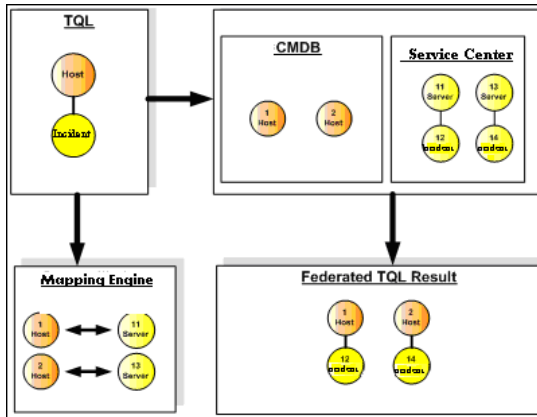 TQL
Host
Incident
CMDB
1
Host
2
Host
Service Center
11
Server
13
Server
12
14
Mapping Engine
1
Host
11
Server
2
Host
13
Server
Federated TQL Result
1
Host
2
Host
12
14